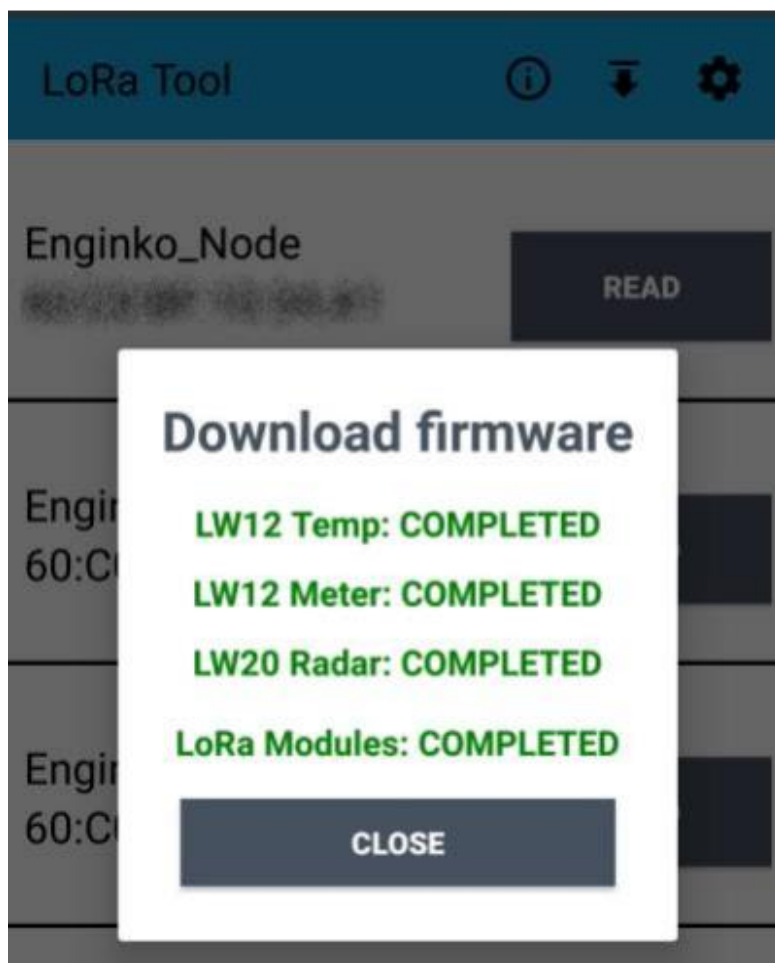 LoRa Tool
Enginko_Node
READ
Download firmware
LW12 Temp: COMPLETED
LW12 Meter: COMPLETED
LW20 Radar: COMPLETED
LoRa Modules: COMPLETED
CLOSE